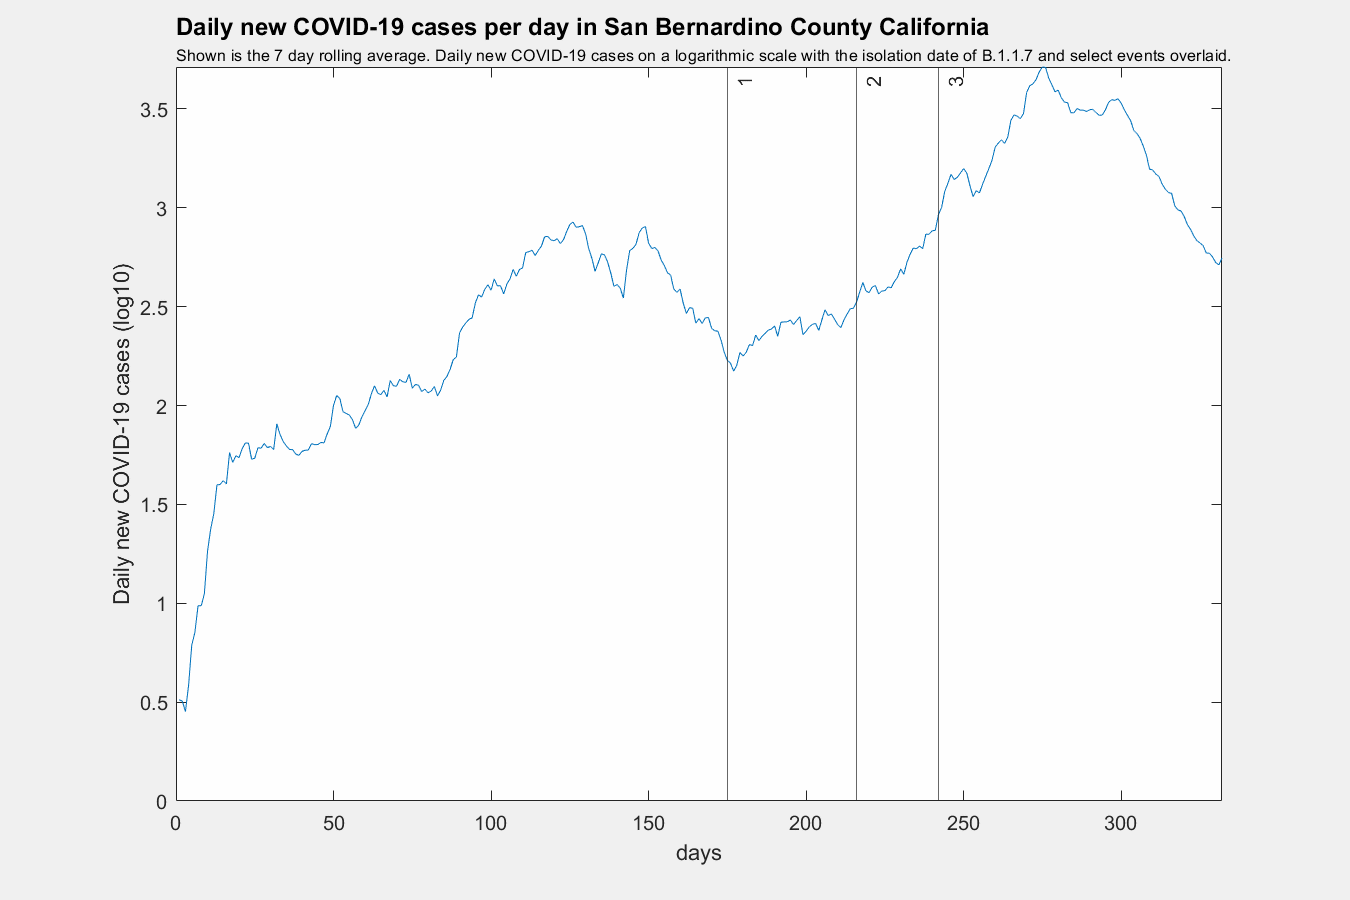 Daily new COVID-19 cases per day in San Bernardino County California
Shown is the 7 day rolling average. Daily new COVID-19 cases on a logarithmic scale with the isolation date of B.1.1.7 and select events overlaid.
1
2
3
3.5
3
2.5
2
1.5
1
0.5
0
Daily new COVID-19 cases (log10)
0 50 100 150 200 250 300
days